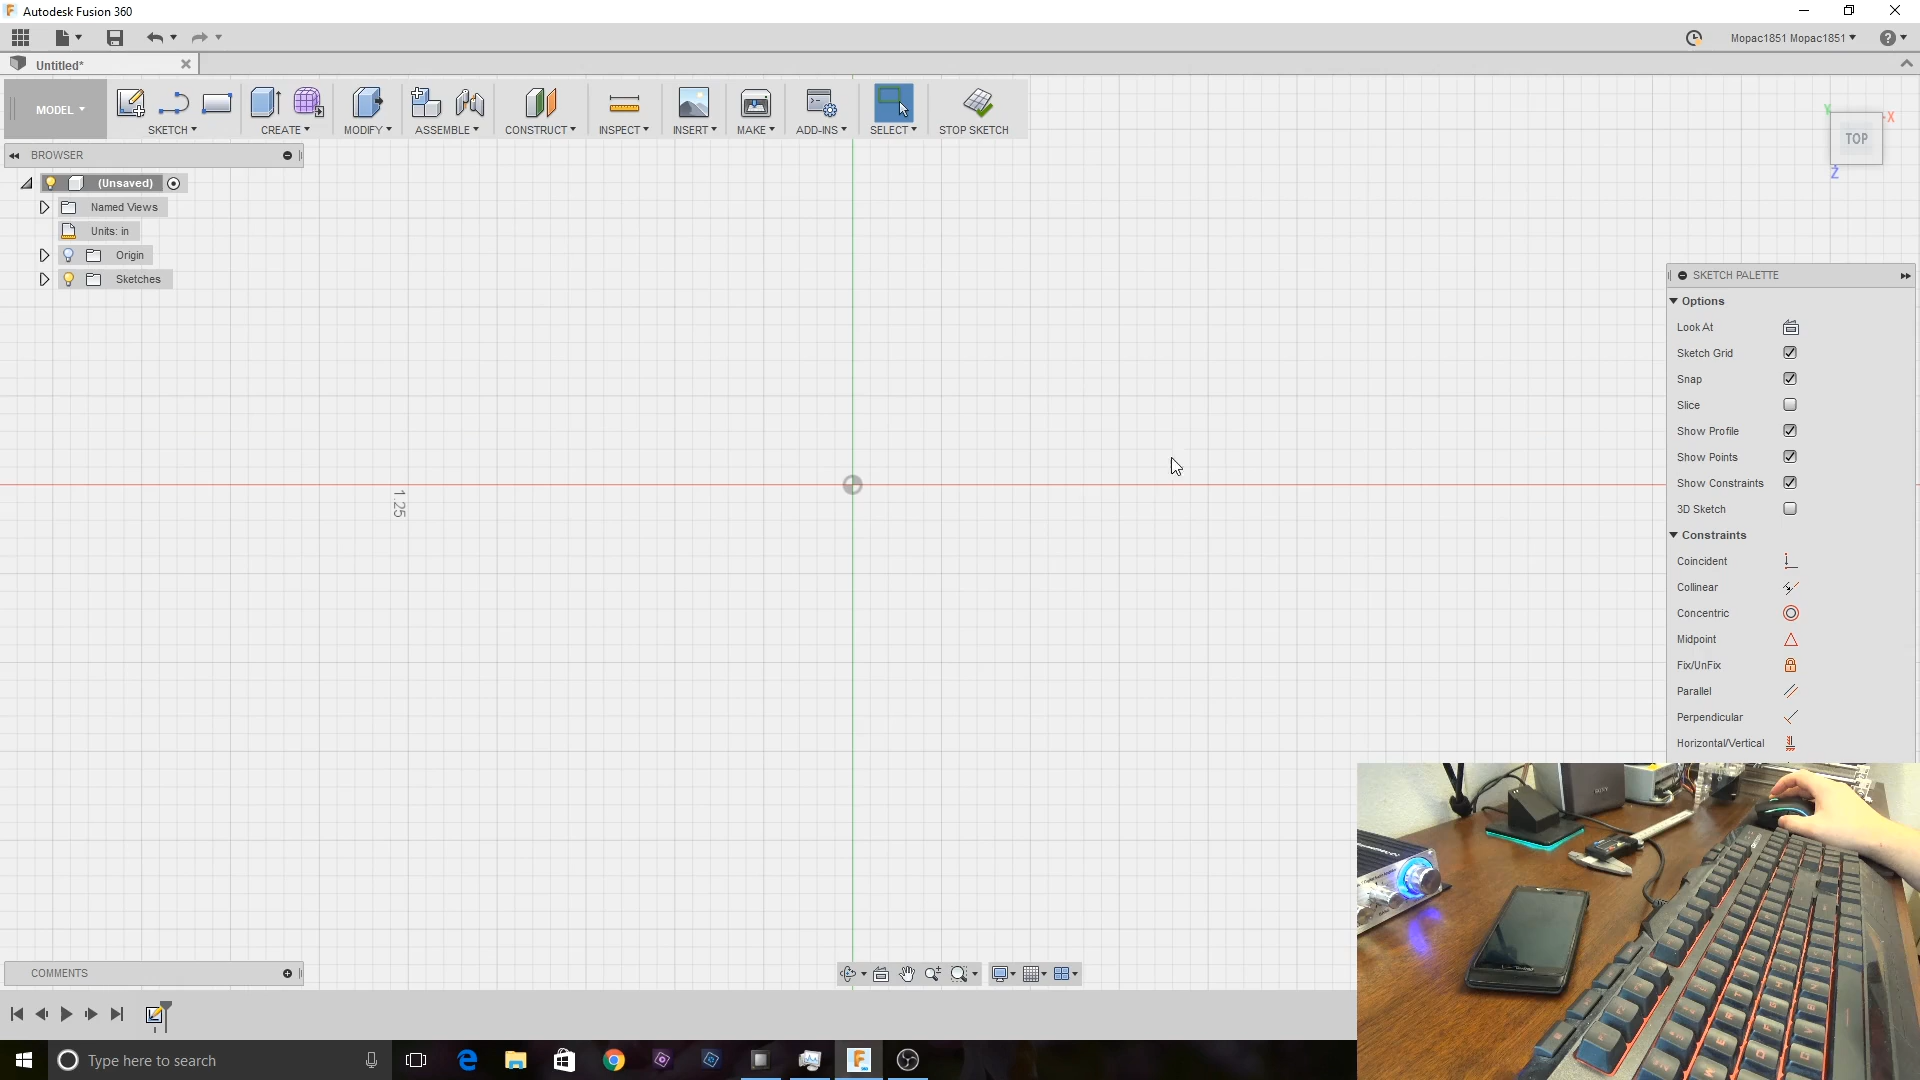 Autodesk Fusion 360
Mopac1851 Mopac1851
Untitled*
MODEL
SKETCH
CREATE
MODIFY
ASSEMBLE
CONSTRUCT
INSPECT
INSERT
MAKE
ADD-INS
SELECT
STOP SKETCH
Y
X
TOP
Z
BROWSER
(Unsaved)
Named Views
Units: in
Origin
Sketches
1.25
SKETCH PALETTE
Options
Look At
Sketch Grid
Snap
Slice
Show Profile
Show Points
Show Constraints
3D Sketch
Constraints
Coincident
Collinear
Concentric
Midpoint
Fix/UnFix
Parallel
Perpendicular
Horizontal/Vertical
SONY
COMMENTS
Type here to search